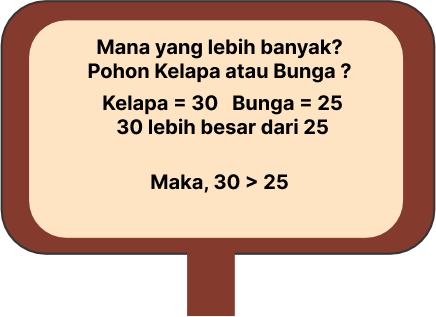 Mana yang lebih banyak?
Pohon Kelapa atau Bunga ?
Kelapa = 30 Bunga = 25
30 lebih besar dari 25
Maka, 30 > 25